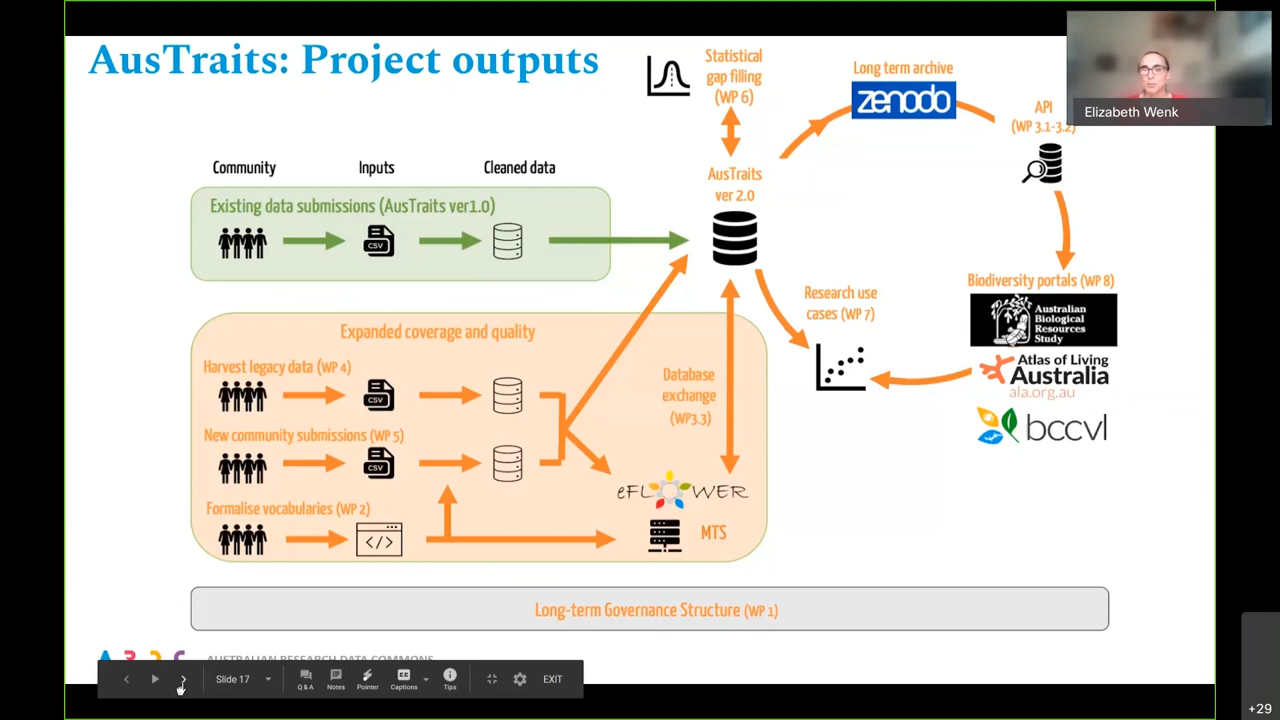 AusTraits: Project outputs
Statistical
gap filling
(WP 6)
Long term archive
zenodo
API
(WP 3.1-3.2)
Elizabeth Wenk
AusTraits
ver 2.0
Community
Inputs
Cleaned data
Existing data submissions (AusTraits ver1.0)
CSV
Biodiversity portals (WP 8)
Australian
Biological
Resources
Study
Atlas of Living
Australia
ala.org.au
bccvl
Research use
cases (WP 7)
Expanded coverage and quality
Harvest legacy data (WP 4)
CSV
New community submissions (WP 5)
CSV
Formalise vocabularies (WP 2)
</>
Database
exchange
(WP3.3)
eFLOWER
MTS
Long-term Governance Structure (WP 1)
AUSTRALIAN RESEARCH DATA COMMONS
Slide 17
Q & A
Notes
Pointer
Captions
Tips
EXIT
+29